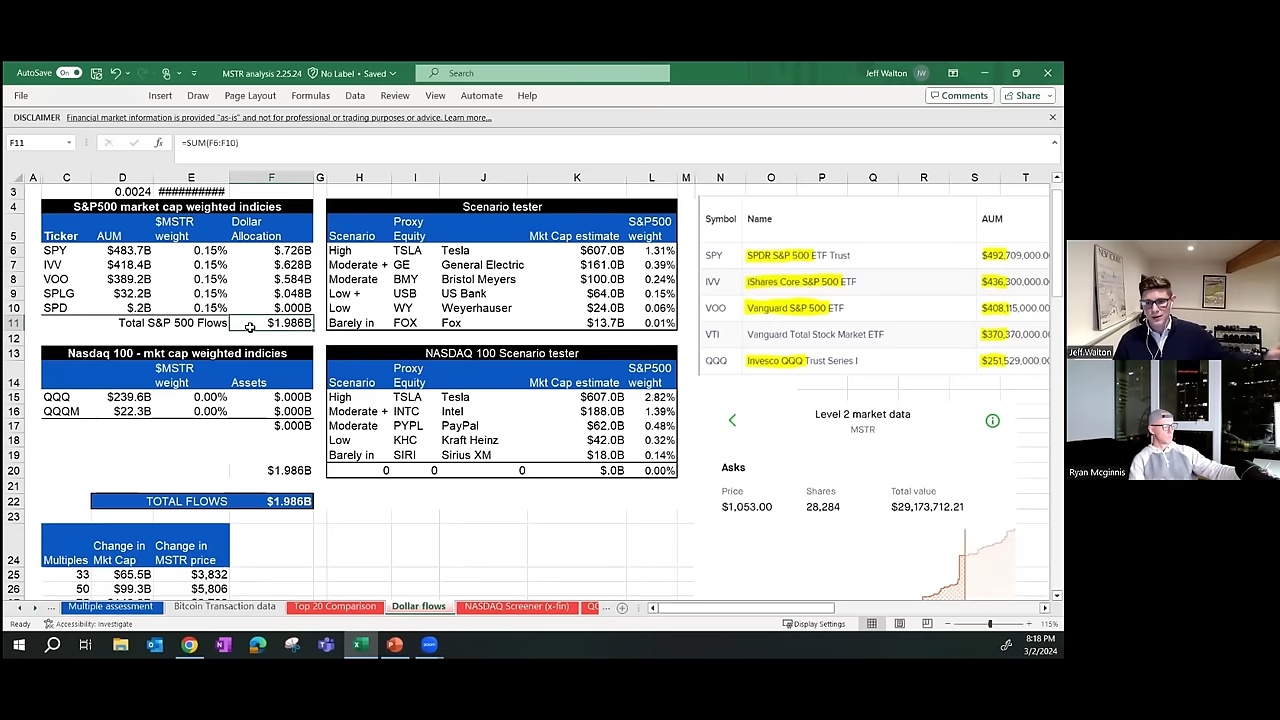 AutoSave On MSTR analysis 2.25.24 No Label • Saved Search Jeff Walton JW
File Insert Draw Page Layout Formulas Data Review View Automate Help Comments Share
DISCLAIMER Financial market information is provided "as-is" and not for professional or trading purposes or advice. Learn more...
F11 fx =SUM(F6:F10)
A C D E F G H I J K L M N O P Q R S T
3 0.0024 ##########
4 S&P500 market cap weighted indicies Scenario tester
5 Ticker AUM $MSTR weight Dollar Allocation Scenario Proxy Equity Mkt Cap estimate S&P500 weight
6 SPY $483.7B 0.15% $.726B High TSLA Tesla $607.0B 1.31%
7 IVV $418.4B 0.15% $.628B Moderate + GE General Electric $161.0B 0.39%
8 VOO $389.2B 0.15% $.584B Moderate BMY Bristol Meyers $100.0B 0.24%
9 SPLG $32.2B 0.15% $.048B Low + USB US Bank $64.0B 0.15%
10 SPD $.2B 0.15% $.000B Low WY Weyerhauser $24.0B 0.06%
11 Total S&P 500 Flows $1.986B Barely in FOX Fox $13.7B 0.01%
12
13 Nasdaq 100 - mkt cap weighted indicies NASDAQ 100 Scenario tester
14 $MSTR weight Assets Scenario Proxy Equity Mkt Cap estimate S&P500 weight
15 QQQ $239.6B 0.00% $.000B High TSLA Tesla $607.0B 2.82%
16 QQQM $22.3B 0.00% $.000B Moderate + INTC Intel $188.0B 1.39%
17 $.000B Moderate PYPL PayPal $62.0B 0.48%
18 Low KHC Kraft Heinz $42.0B 0.32%
19 Barely in SIRI Sirius XM $18.0B 0.14%
20 $1.986B 0 0 0 $.0B 0.00%
21
22 TOTAL FLOWS $1.986B
23
24 Multiples Change in Mkt Cap Change in MSTR price
25 33 $65.5B $3,832
26 50 $99.3B $5,806
Symbol Name AUM
SPY SPDR S&P 500 ETF Trust $492,709,000.0
IVV iShares Core S&P 500 ETF $436,300,000.0
VOO Vanguard S&P 500 ETF $408,115,000.0
VTI Vanguard Total Stock Market ETF $370,370,000.0
QQQ Invesco QQQ Trust Series I $251,529,000.0
Level 2 market data
MSTR
Asks
Price Shares Total value
$1,053.00 28,284 $29,173,712.21
... Multiple assessment Bitcoin Transaction data Top 20 Comparison Dollar flows NASDAQ Screener (x-fin) ...
Ready Accessibility: Investigate Display Settings 115%
8:18 PM
3/2/2024
Jeff Walton
Ryan Mcginnis